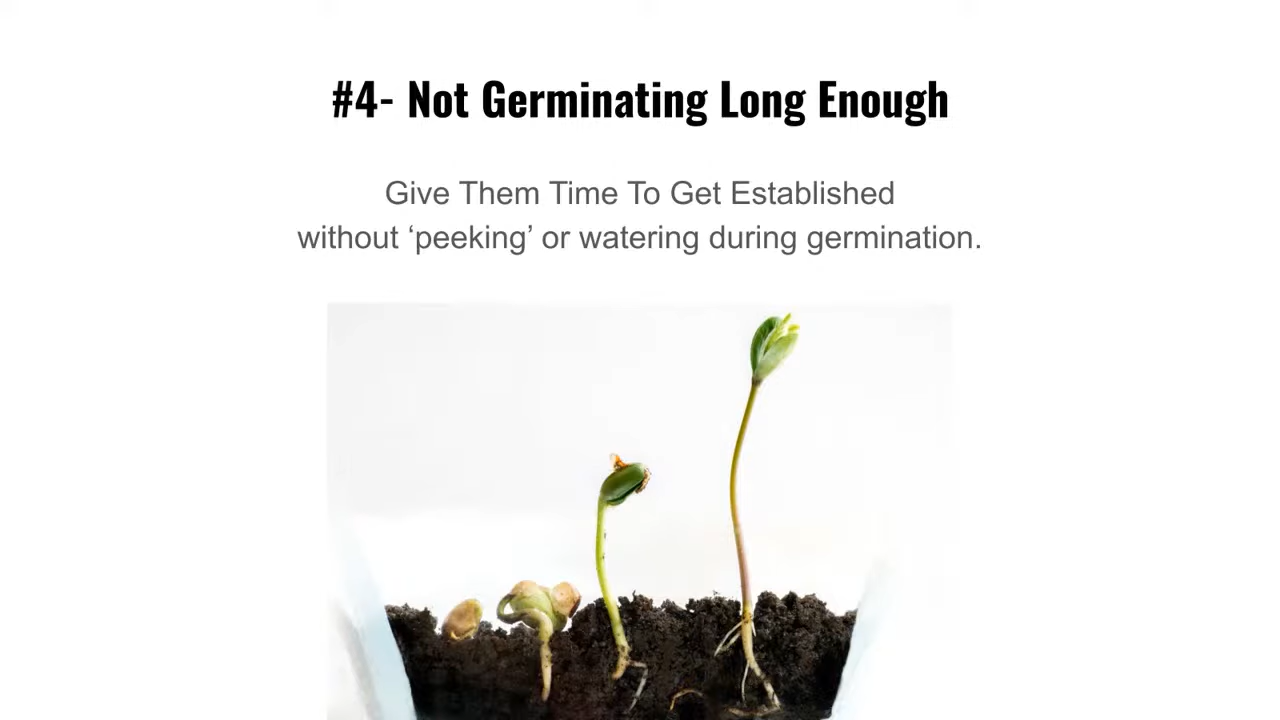 #4- Not Germinating Long Enough
Give Them Time To Get Established
without ‘peeking’ or watering during germination.